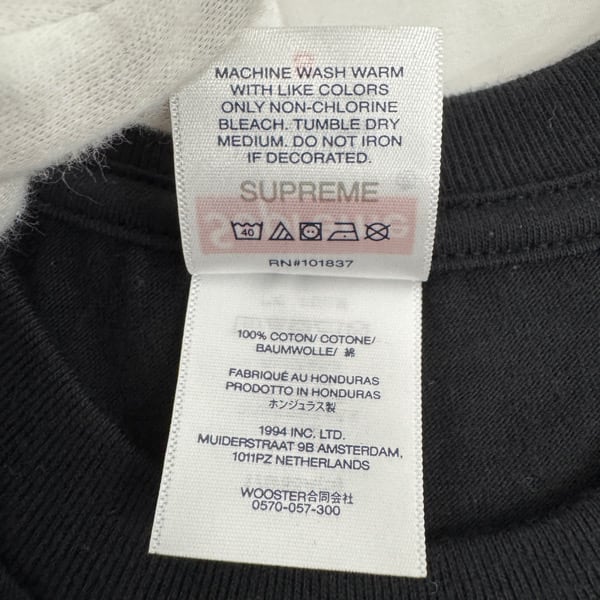 MACHINE WASH WARM
WITH LIKE COLORS
ONLY NON-CHLORINE
BLEACH. TUMBLE DRY
MEDIUM. DO NOT IRON
IF DECORATED.
SUPREME
40
RN#101837
100% COTON/ COTONE/
BAUMWOLLE/ 綿
FABRIQUÉ AU HONDURAS
PRODOTTO IN HONDURAS
ホンジュラス製
1994 INC. LTD.
MUIDERSTRAAT 9B AMSTERDAM,
1011PZ NETHERLANDS
WOOSTER合同会社
0570-057-300